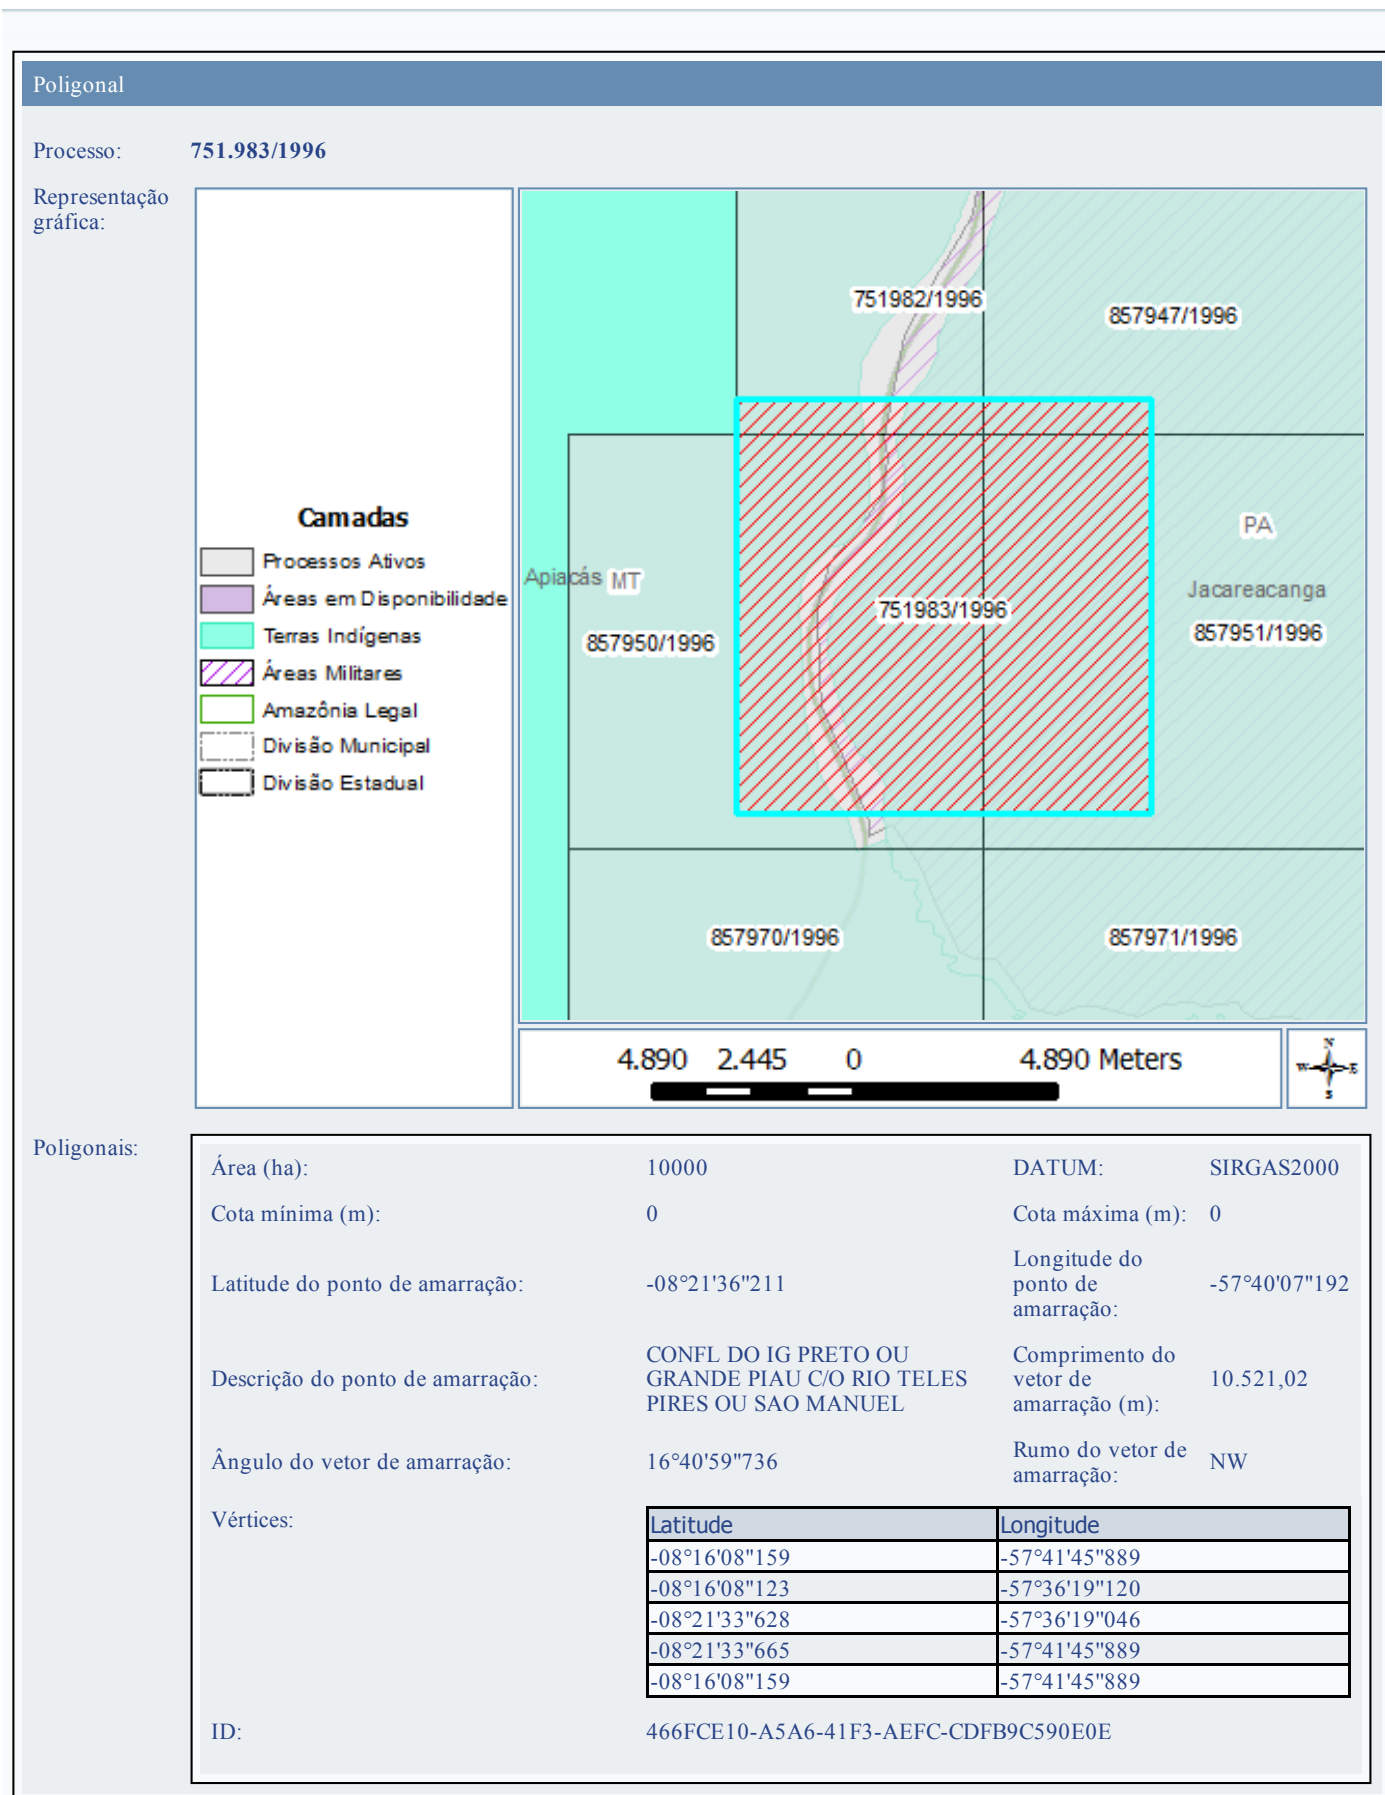 Poligonal
Processo: 751.983/1996
Representação
gráfica:
Camadas
Processos Ativos
Áreas em Disponibilidade
Terras Indígenas
Áreas Militares
Amazônia Legal
Divisão Municipal
Divisão Estadual
751982/1996
857947/1996
PA
Apiacás MT
Jacareacanga
751983/1996
857950/1996
857951/1996
857970/1996
857971/1996
4.890 2.445 0 4.890 Meters
N
W E
S
Poligonais:
Área (ha): 10000 DATUM: SIRGAS2000
Cota mínima (m): 0 Cota máxima (m): 0
Latitude do ponto de amarração: -08°21'36"211
Longitude do
ponto de
amarração:
-57°40'07"192
Descrição do ponto de amarração:
CONFL DO IG PRETO OU
GRANDE PIAU C/O RIO TELES
PIRES OU SAO MANUEL
Comprimento do
vetor de
amarração (m):
10.521,02
Ângulo do vetor de amarração: 16°40'59"736
Rumo do vetor de
amarração:
NW
Vértices:
Latitude Longitude
-08°16'08"159 -57°41'45"889
-08°16'08"123 -57°36'19"120
-08°21'33"628 -57°36'19"046
-08°21'33"665 -57°41'45"889
-08°16'08"159 -57°41'45"889
ID: 466FCE10-A5A6-41F3-AEFC-CDFB9C590E0E